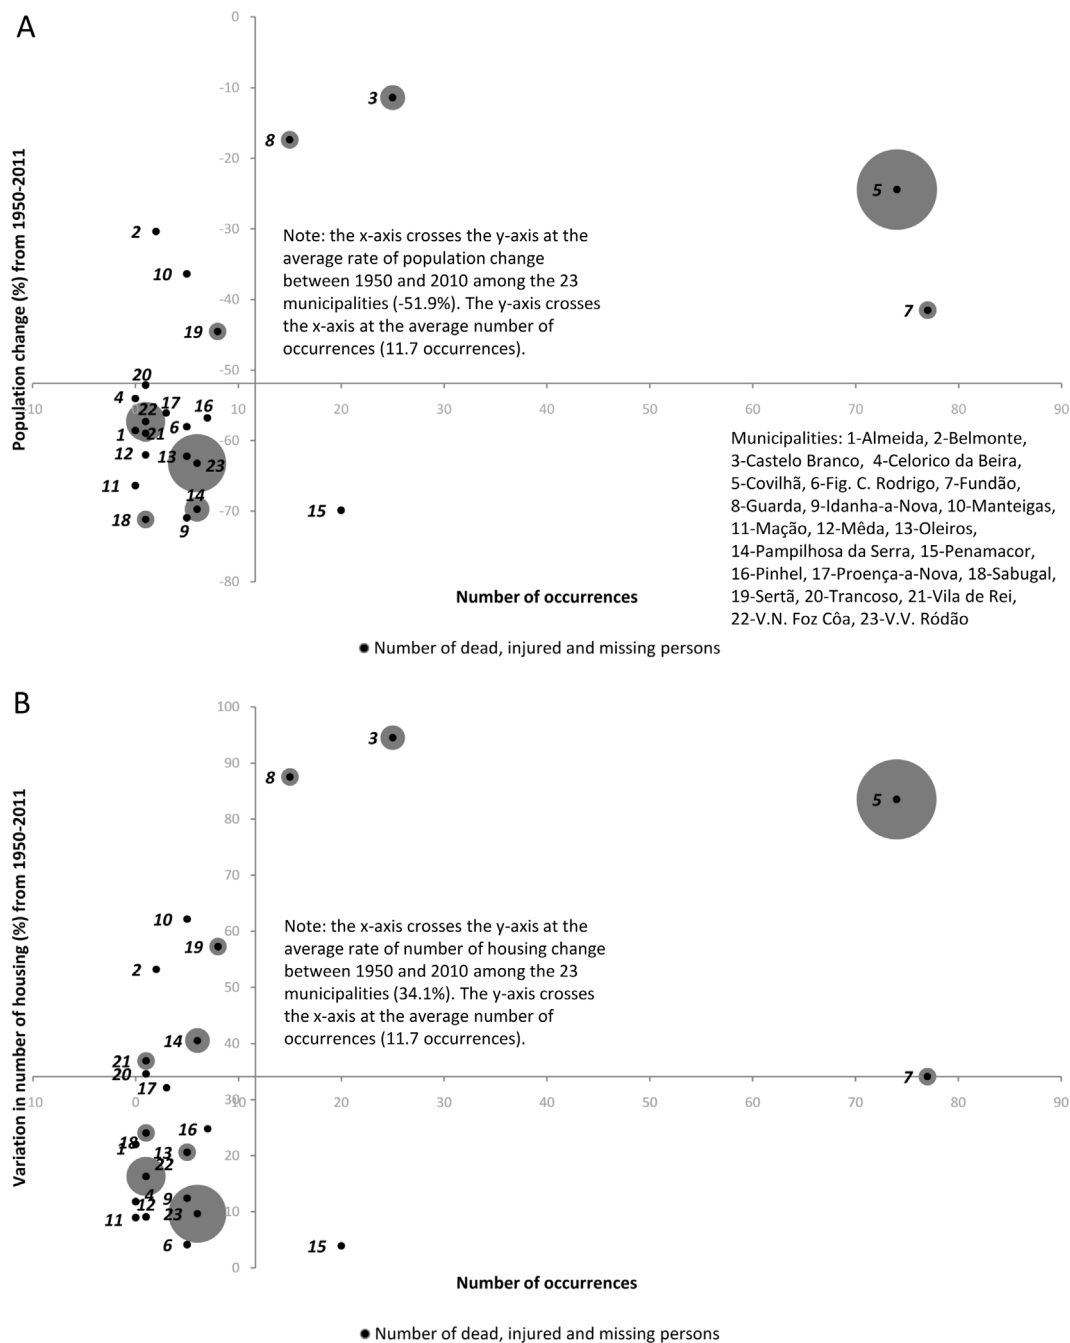 A
0
-10
3
8
-20
5
Population change (%) from 1950-2011
2
-30
Note: the x-axis crosses the y-axis at the
average rate of population change
between 1950 and 2010 among the 23
municipalities (-51.9%). The y-axis crosses
the x-axis at the average number of
occurrences (11.7 occurrences).
10
-40
7
19
-50
20
4
22
17
16
10
20
30
40
50
60
70
80
90
1
21
6
-60
12
13
23
11
14
-70
15
18
9
-80
Municipalities: 1-Almeida, 2-Belmonte,
3-Castelo Branco, 4-Celorico da Beira,
5-Covilhã, 6-Fig. C. Rodrigo, 7-Fundão,
8-Guarda, 9-Idanha-a-Nova, 10-Manteigas,
11-Mação, 12-Mêda, 13-Oleiros,
14-Pampilhosa da Serra, 15-Penamacor,
16-Pinhel, 17-Proença-a-Nova, 18-Sabugal,
19-Sertã, 20-Trancoso, 21-Vila de Rei,
22-V.N. Foz Côa, 23-V.V. Ródão
Number of occurrences
Number of dead, injured and missing persons
B
100
3
90
8
5
80
Variation in number of housing (%) from 1950-2011
70
10
60
19
2
50
Note: the x-axis crosses the y-axis at the
average rate of number of housing change
between 1950 and 2010 among the 23
municipalities (34.1%). The y-axis crosses
the x-axis at the average number of
occurrences (11.7 occurrences).
14
40
21
20
17
7
30
10
0
10
20
30
40
50
60
70
80
90
16
18
1
13
20
22
4
9
12
10
11
23
6
15
0
Number of occurrences
Number of dead, injured and missing persons